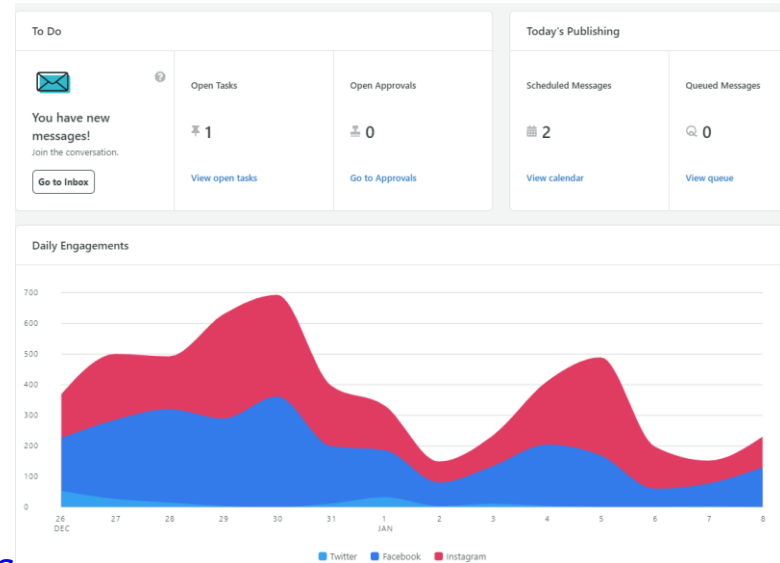 To Do
Today's Publishing
You have new
messages!
Join the conversation.
Go to Inbox
Open Tasks
1
View open tasks
Open Approvals
0
Go to Approvals
Scheduled Messages
2
View calendar
Queued Messages
0
View queue
Daily Engagements
700
600
500
400
300
200
100
0
26 27 28 29 30 31 1 2 3 4 5 6 7 8
DEC JAN
Twitter Facebook Instagram